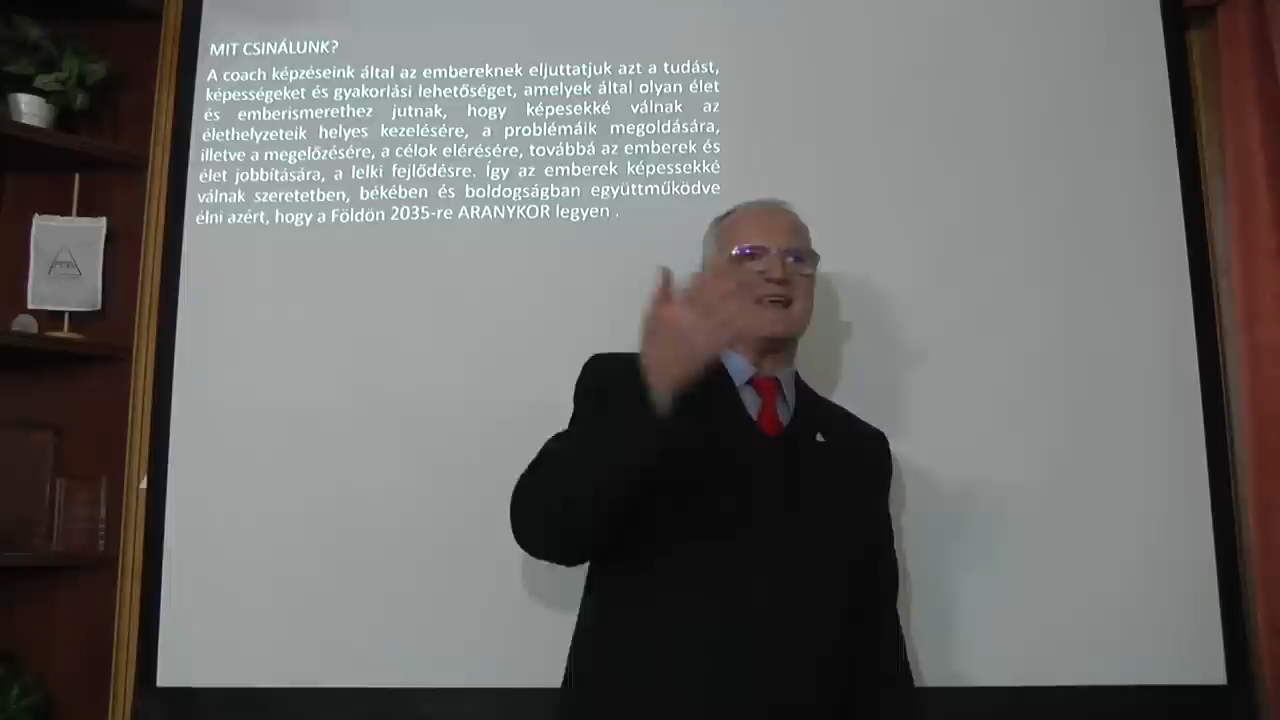 MIT CSINÁLUNK?
A coach képzéseink által az embereknek eljuttatjuk azt a tudást,
képességeket és gyakorlási lehetőséget, amelyek által olyan élet
és emberismerethez jutnak, hogy képesekké válnak az
élethelyzeteik helyes kezelésére, a problémáik megoldására,
illetve a megelőzésére, a célok elérésére, továbbá az emberek és
élet jobbítására, a lelki fejlődésre. Így az emberek képessekké
válnak szeretetben, békében és boldogságban együttműködve
élni azért, hogy a Földön 2035-re ARANYKOR legyen .